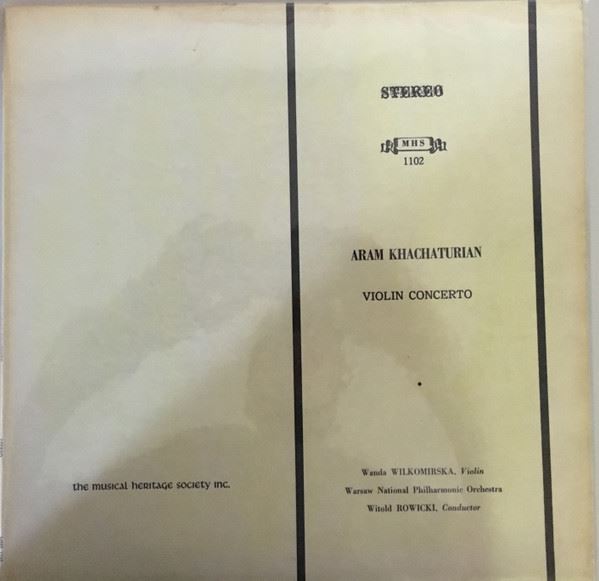 STEREO
MHS
1102
ARAM KHACHATURIAN
VIOLIN CONCERTO
Wanda WILKOMIRSKA, Violin
Warsaw National Philharmonic Orchestra
Witold ROWICKI, Conductor
the musical heritage society inc.